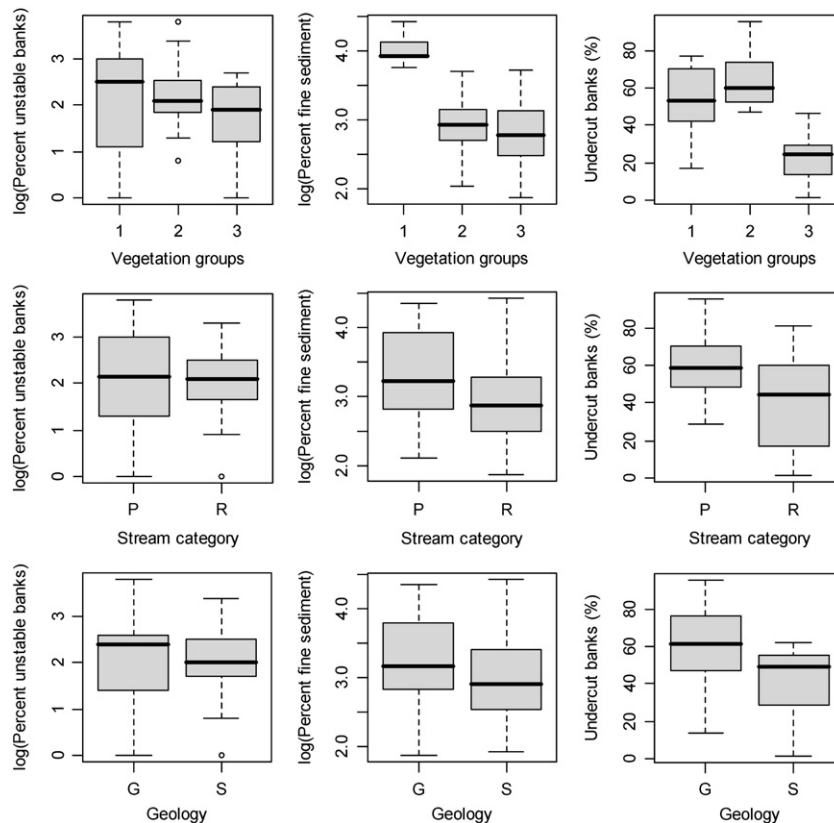 log(Percent unstable banks)
3
2
1
0
1 2 3
Vegetation groups
log(Percent fine sediment)
4.0
3.0
2.0
1 2 3
Vegetation groups
Undercut banks (%)
80
60
40
20
0
1 2 3
Vegetation groups
log(Percent unstable banks)
3
2
1
0
P R
Stream category
log(Percent fine sediment)
4.0
3.0
2.0
P R
Stream category
Undercut banks (%)
80
60
40
20
0
P R
Stream category
log(Percent unstable banks)
3
2
1
0
G S
Geology
log(Percent fine sediment)
4.0
3.0
2.0
G S
Geology
Undercut banks (%)
80
60
40
20
0
G S
Geology